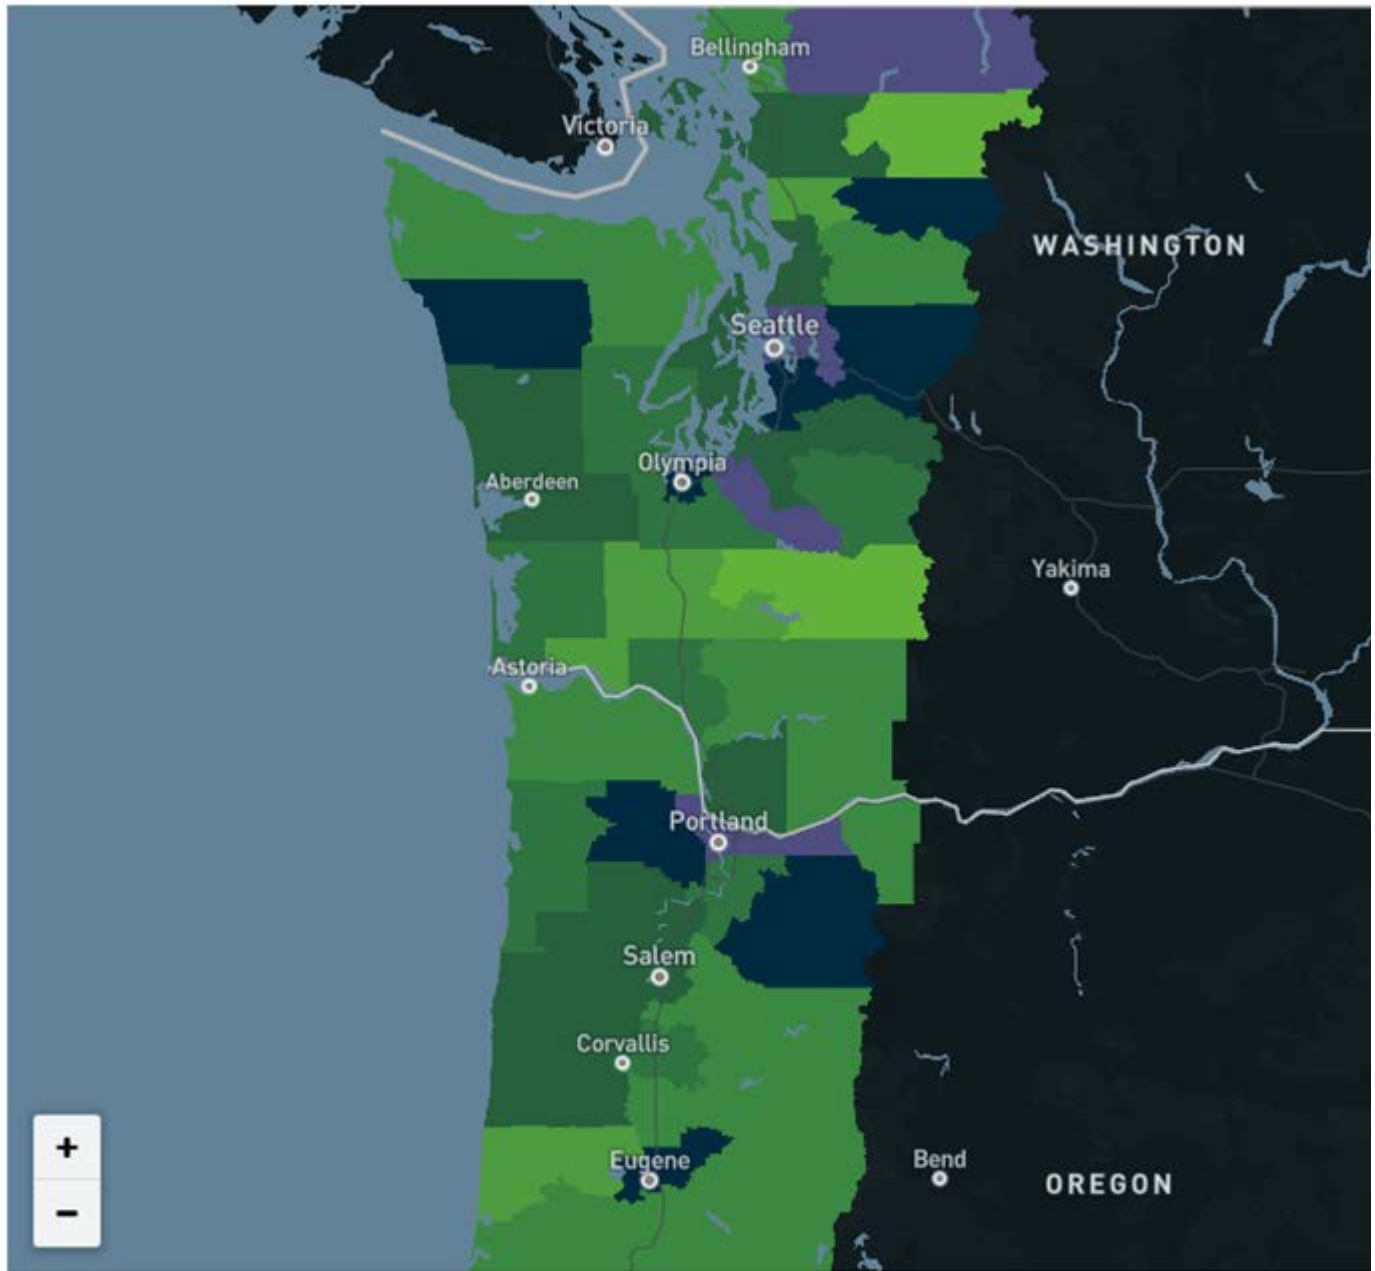 Bellingham
Victoria
WASHINGTON
Seattle
Olympia
Aberdeen
Yakima
Astoria
Portland
Salem
Corvallis
Eugene
Bend
OREGON
+
−